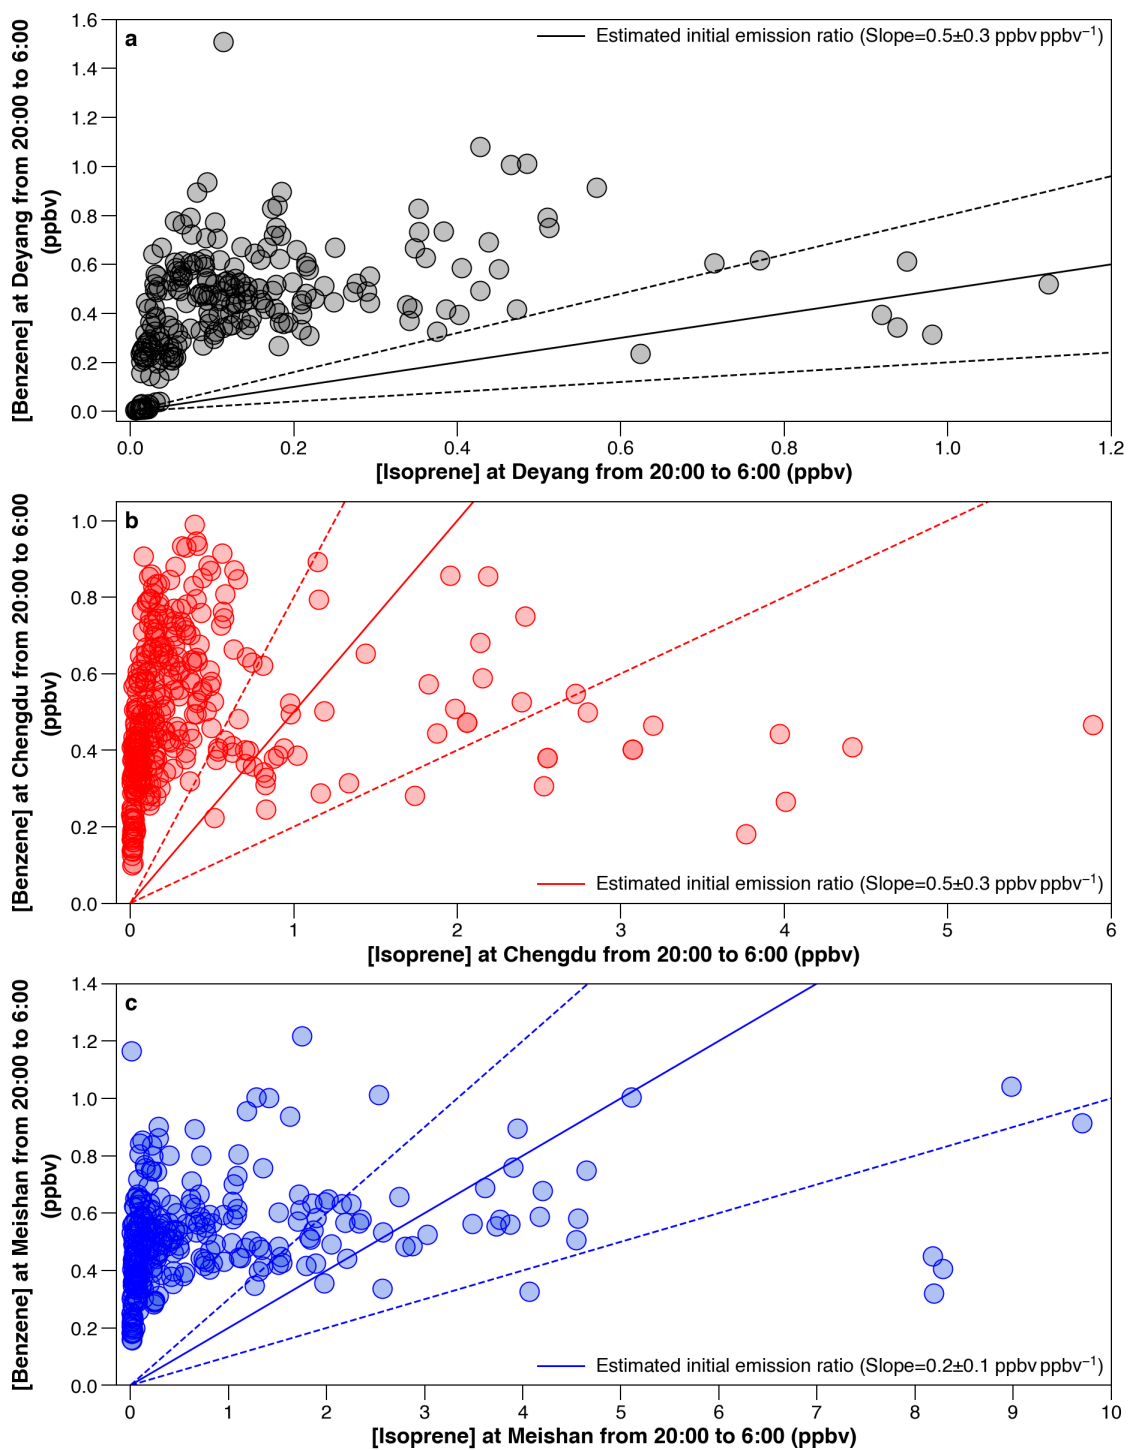 [Benzene] at Deyang from 20:00 to 6:00
(ppbv)
1.6
1.4
1.2
1.0
0.8
0.6
0.4
0.2
0.0
a
Estimated initial emission ratio (Slope=0.5±0.3 ppbv ppbv⁻¹)
0.0 0.2 0.4 0.6 0.8 1.0 1.2
[Isoprene] at Deyang from 20:00 to 6:00 (ppbv)
[Benzene] at Chengdu from 20:00 to 6:00
(ppbv)
1.0
0.8
0.6
0.4
0.2
0.0
b
Estimated initial emission ratio (Slope=0.5±0.3 ppbv ppbv⁻¹)
0 1 2 3 4 5 6
[Isoprene] at Chengdu from 20:00 to 6:00 (ppbv)
[Benzene] at Meishan from 20:00 to 6:00
(ppbv)
1.4
1.2
1.0
0.8
0.6
0.4
0.2
0.0
c
Estimated initial emission ratio (Slope=0.2±0.1 ppbv ppbv⁻¹)
0 1 2 3 4 5 6 7 8 9 10
[Isoprene] at Meishan from 20:00 to 6:00 (ppbv)